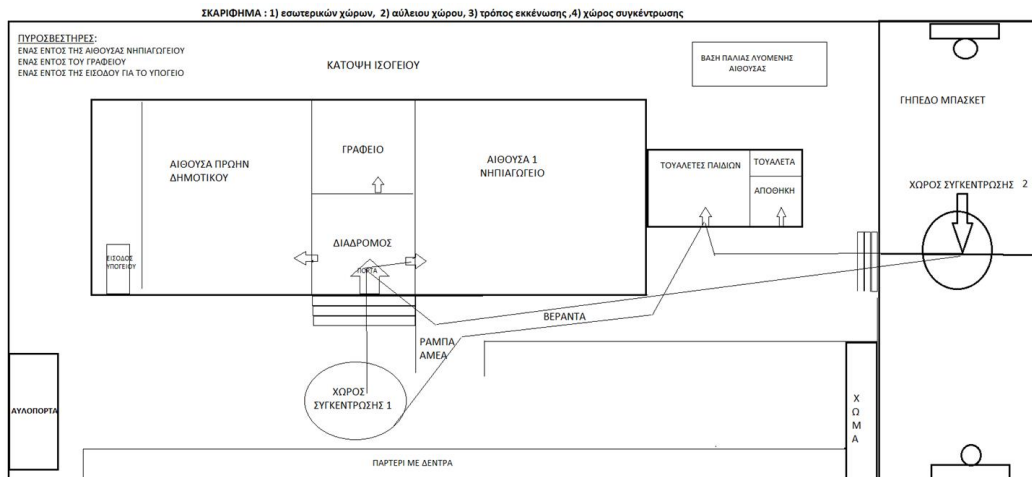 ΣΚΑΡΙΦΗΜΑ : 1) εσωτερικών χώρων, 2) αύλειου χώρου, 3) τρόπος εκκένωσης ,4) χώρος συγκέντρωσης
ΠΥΡΟΣΒΕΣΤΗΡΕΣ:
ΕΝΑΣ ΕΝΤΟΣ ΤΗΣ ΑΙΘΟΥΣΑΣ ΝΗΠΙΑΓΩΓΕΙΟΥ
ΕΝΑΣ ΕΝΤΟΣ ΤΟΥ ΓΡΑΦΕΙΟΥ
ΕΝΑΣ ΕΝΤΟΣ ΤΗΣ ΕΙΣΟΔΟΥ ΓΙΑ ΤΟ ΥΠΟΓΕΙΟ
ΚΑΤΟΨΗ ΙΣΟΓΕΙΟΥ
ΒΑΣΗ ΠΑΛΙΑΣ ΛΥΟΜΕΝΗΣ
ΑΙΘΟΥΣΑΣ
ΓΗΠΕΔΟ ΜΠΑΣΚΕΤ
ΑΙΘΟΥΣΑ ΠΡΩΗΝ
ΔΗΜΟΤΙΚΟΥ
ΓΡΑΦΕΙΟ
ΑΙΘΟΥΣΑ 1
ΝΗΠΙΑΓΩΓΕΙΟ
ΤΟΥΑΛΕΤΕΣ ΠΑΙΔΙΩΝ
ΤΟΥΑΛΕΤΑ
ΑΠΟΘΗΚΗ
ΧΩΡΟΣ ΣΥΓΚΕΝΤΡΩΣΗΣ 2
ΔΙΑΔΡΟΜΟΣ
ΕΙΣΟΔΟΣ
ΥΠΟΓΕΙΟΥ
ΠΟΡΤΑ
ΒΕΡΑΝΤΑ
ΡΑΜΠΑ
ΑΜΕΑ
ΧΩΡΟΣ
ΣΥΓΚΕΝΤΡΩΣΗΣ 1
ΑΥΛΟΠΟΡΤΑ
Χ
Ω
Μ
Α
ΠΑΡΤΕΡΙ ΜΕ ΔΕΝΤΡΑ